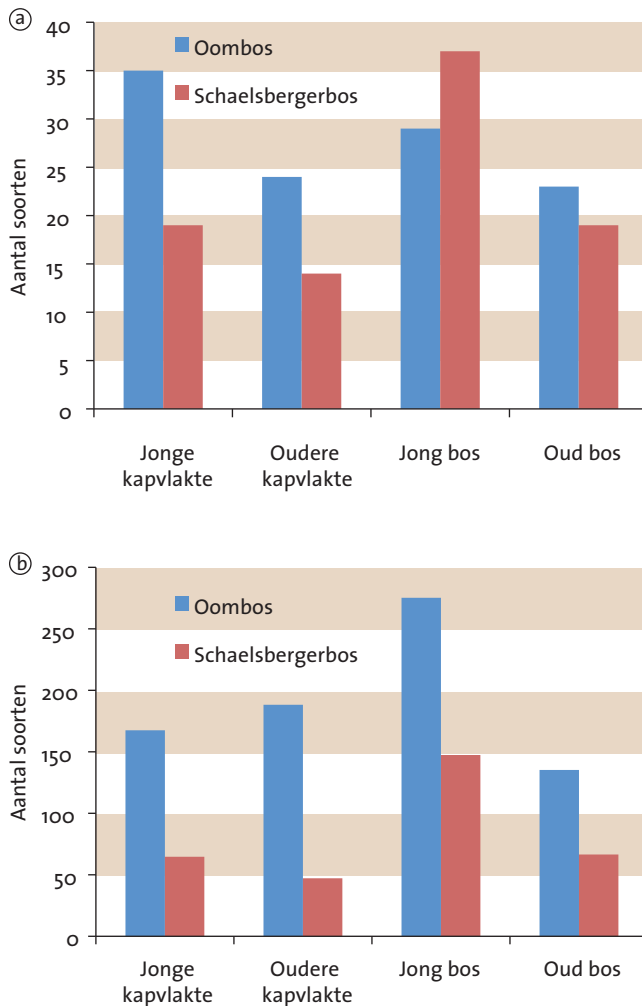 a
40
35
30
25
20
15
10
5
0
Aantal soorten
Oombos
Schaelsbergerbos
Jonge kapvlakte
Oudere kapvlakte
Jong bos
Oud bos
b
300
250
200
150
100
50
0
Aantal soorten
Oombos
Schaelsbergerbos
Jonge kapvlakte
Oudere kapvlakte
Jong bos
Oud bos